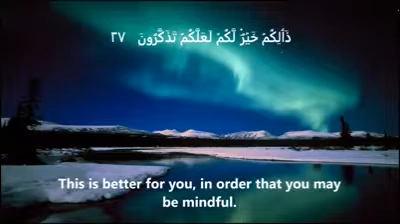 ذَٰلِكُمْ خَيْرٌ لَّكُمْ لَعَلَّكُمْ تَذَكَّرُونَ ٢٧
This is better for you, in order that you may
be mindful.